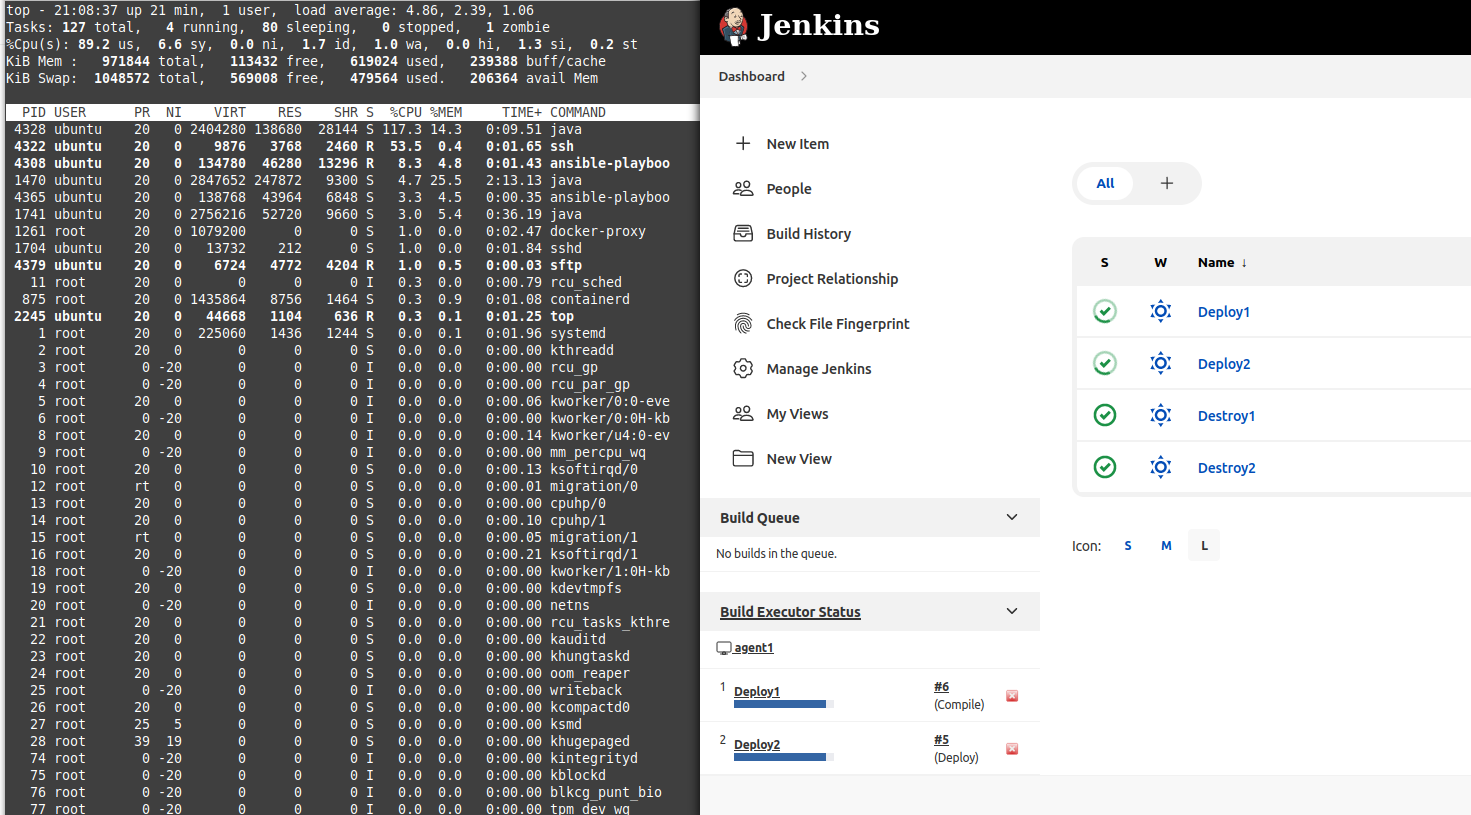 top - 21:08:37 up 21 min,  1 user,  load average: 4.86, 2.39, 1.06
Tasks: 127 total,   4 running,  80 sleeping,   0 stopped,   1 zombie
%Cpu(s): 89.2 us,  6.6 sy,  0.0 ni,  1.7 id,  1.0 wa,  0.0 hi,  1.3 si,  0.2 st
KiB Mem :   971844 total,   113432 free,   619024 used,   239388 buff/cache
KiB Swap:  1048572 total,   569008 free,   479564 used.   206364 avail Mem
PID USER PR NI VIRT RES SHR S %CPU %MEM TIME+ COMMAND
4328 ubuntu 20 0 2404280 138680 28144 S 117.3 14.3 0:09.51 java
4322 ubuntu 20 0 9876 3768 2460 R 53.5 0.4 0:01.65 ssh
4308 ubuntu 20 0 134780 46280 13296 R 8.3 4.8 0:01.43 ansible-playboo
1470 ubuntu 20 0 2847652 247872 9300 S 4.7 25.5 2:13.13 java
4365 ubuntu 20 0 138768 43964 6848 S 3.3 4.5 0:00.35 ansible-playboo
1741 ubuntu 20 0 2756216 52720 9660 S 3.0 5.4 0:36.19 java
1261 root 20 0 1079200 0 0 S 1.0 0.0 0:02.47 docker-proxy
1704 ubuntu 20 0 13732 212 0 S 1.0 0.0 0:01.84 sshd
4379 ubuntu 20 0 6724 4772 4204 R 1.0 0.5 0:00.03 sftp
11 root 20 0 0 0 0 I 0.3 0.0 0:00.79 rcu_sched
875 root 20 0 1435864 8756 1464 S 0.3 0.9 0:01.08 containerd
2245 ubuntu 20 0 44668 1104 636 R 0.3 0.1 0:01.25 top
1 root 20 0 225060 1436 1244 S 0.0 0.1 0:01.96 systemd
2 root 20 0 0 0 0 S 0.0 0.0 0:00.00 kthreadd
3 root 0 -20 0 0 0 I 0.0 0.0 0:00.00 rcu_gp
4 root 0 -20 0 0 0 I 0.0 0.0 0:00.00 rcu_par_gp
5 root 20 0 0 0 0 I 0.0 0.0 0:00.06 kworker/0:0-eve
6 root 0 -20 0 0 0 I 0.0 0.0 0:00.00 kworker/0:0H-kb
8 root 20 0 0 0 0 I 0.0 0.0 0:00.14 kworker/u4:0-ev
9 root 0 -20 0 0 0 I 0.0 0.0 0:00.00 mm_percpu_wq
10 root 20 0 0 0 0 S 0.0 0.0 0:00.13 ksoftirqd/0
12 root rt 0 0 0 0 S 0.0 0.0 0:00.01 migration/0
13 root 20 0 0 0 0 S 0.0 0.0 0:00.00 cpuhp/0
14 root 20 0 0 0 0 S 0.0 0.0 0:00.10 cpuhp/1
15 root rt 0 0 0 0 S 0.0 0.0 0:00.05 migration/1
16 root 20 0 0 0 0 S 0.0 0.0 0:00.21 ksoftirqd/1
18 root 0 -20 0 0 0 I 0.0 0.0 0:00.00 kworker/1:0H-kb
19 root 20 0 0 0 0 S 0.0 0.0 0:00.00 kdevtmpfs
20 root 0 -20 0 0 0 I 0.0 0.0 0:00.00 netns
21 root 20 0 0 0 0 S 0.0 0.0 0:00.00 rcu_tasks_kthre
22 root 20 0 0 0 0 S 0.0 0.0 0:00.00 kauditd
23 root 20 0 0 0 0 S 0.0 0.0 0:00.00 khungtaskd
24 root 20 0 0 0 0 S 0.0 0.0 0:00.00 oom_reaper
25 root 0 -20 0 0 0 I 0.0 0.0 0:00.00 writeback
26 root 20 0 0 0 0 S 0.0 0.0 0:00.00 kcompactd0
27 root 25 5 0 0 0 S 0.0 0.0 0:00.00 ksmd
28 root 39 19 0 0 0 S 0.0 0.0 0:00.00 khugepaged
74 root 0 -20 0 0 0 I 0.0 0.0 0:00.00 kintegrityd
75 root 0 -20 0 0 0 I 0.0 0.0 0:00.00 kblockd
76 root 0 -20 0 0 0 I 0.0 0.0 0:00.00 blkcg_punt_bio
77 root 0 -20 0 0 0 I 0.0 0.0 0:00.00 tpm_dev_wq
Jenkins
Dashboard
New Item
People
Build History
Project Relationship
Check File Fingerprint
Manage Jenkins
My Views
New View
Build Queue
No builds in the queue.
Build Executor Status
agent1
1 Deploy1 #6
(Compile)
2 Deploy2 #5
(Deploy)
All +
S W Name ↓
Deploy1
Deploy2
Destroy1
Destroy2
Icon: S M L